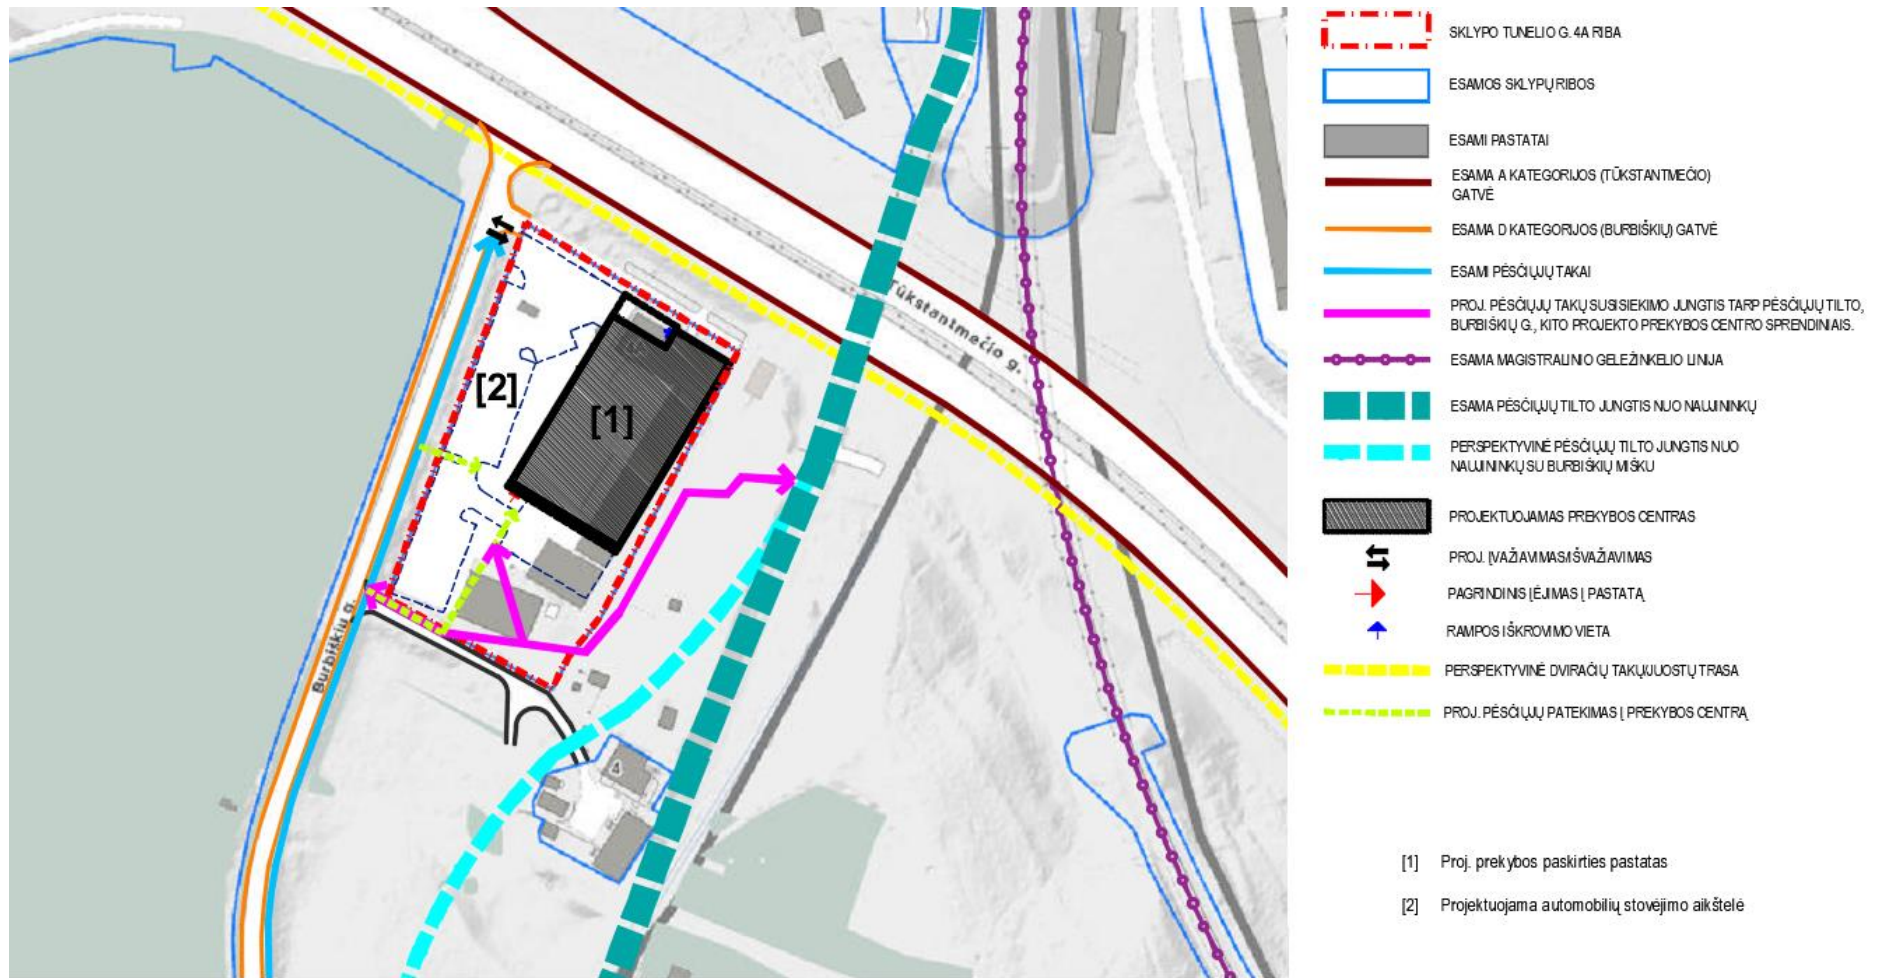 Tūkstantmečio g.
[2]
[1]
Burbiškių g.
4
SKLYPO TUNELIO G. 4A RIBA
ESAMOS SKLYPŲ RIBOS
ESAMI PASTATAI
ESAMA A KATEGORIJOS (TŪKSTANTMEČIO)
GATVĖ
ESAMA D KATEGORIJOS (BURBIŠKIŲ) GATVĖ
ESAMI PĖSČIŲJŲ TAKAI
PROJ. PĖSČIŲJŲ TAKŲ SUSISIEKIMO JUNGTIS TARP PĖSČIŲJŲ TILTO,
BURBIŠKIŲ G., KITO PROJEKTO PREKYBOS CENTRO SPRENDINIAIS.
ESAMA MAGISTRALINIO GELEŽINKELIO LINIJA
ESAMA PĖSČIŲJŲ TILTO JUNGTIS NUO NAUJININKŲ
PERSPEKTYVINĖ PĖSČIŲJŲ TILTO JUNGTIS NUO
NAUJININKŲ SU BURBIŠKIŲ MIŠKU
PROJEKTUOJAMAS PREKYBOS CENTRAS
PROJ. ĮVAŽIAVIMAS/IŠVAŽIAVIMAS
PAGRINDINIS ĮĖJIMAS Į PASTATĄ
RAMPOS IŠKROVIMO VIETA
PERSPEKTYVINĖ DVIRAČIŲ TAKŲ/JUOSTŲ TRASA
PROJ. PĖSČIŲJŲ PATEKIMAS Į PREKYBOS CENTRĄ
[1] Proj. prekybos paskirties pastatas
[2] Projektuojama automobilių stovėjimo aikštelė